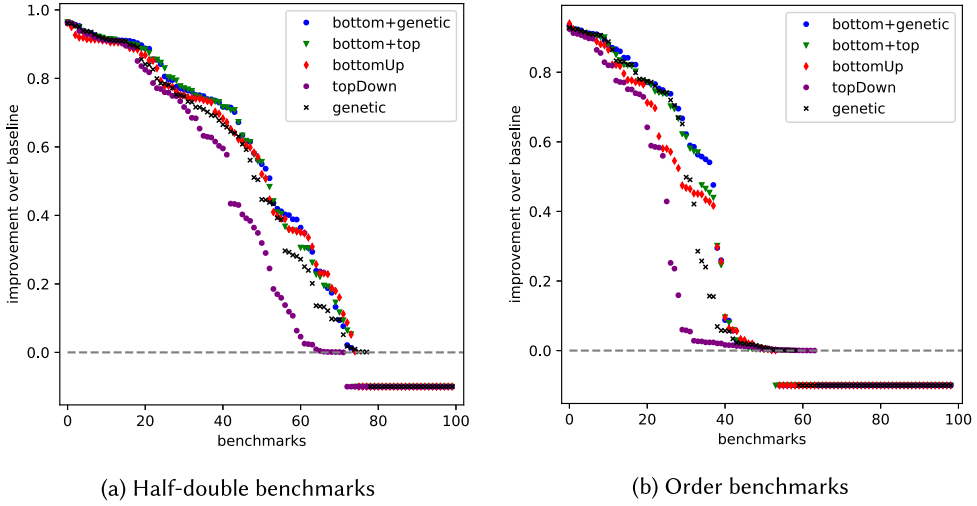 improvement over baseline
1.0
0.8
0.6
0.4
0.2
0.0
0
20
40
60
80
100
benchmarks
bottom+genetic
bottom+top
bottomUp
topDown
genetic
(a) Half-double benchmarks
improvement over baseline
0.8
0.6
0.4
0.2
0.0
0
20
40
60
80
100
benchmarks
bottom+genetic
bottom+top
bottomUp
topDown
genetic
(b) Order benchmarks